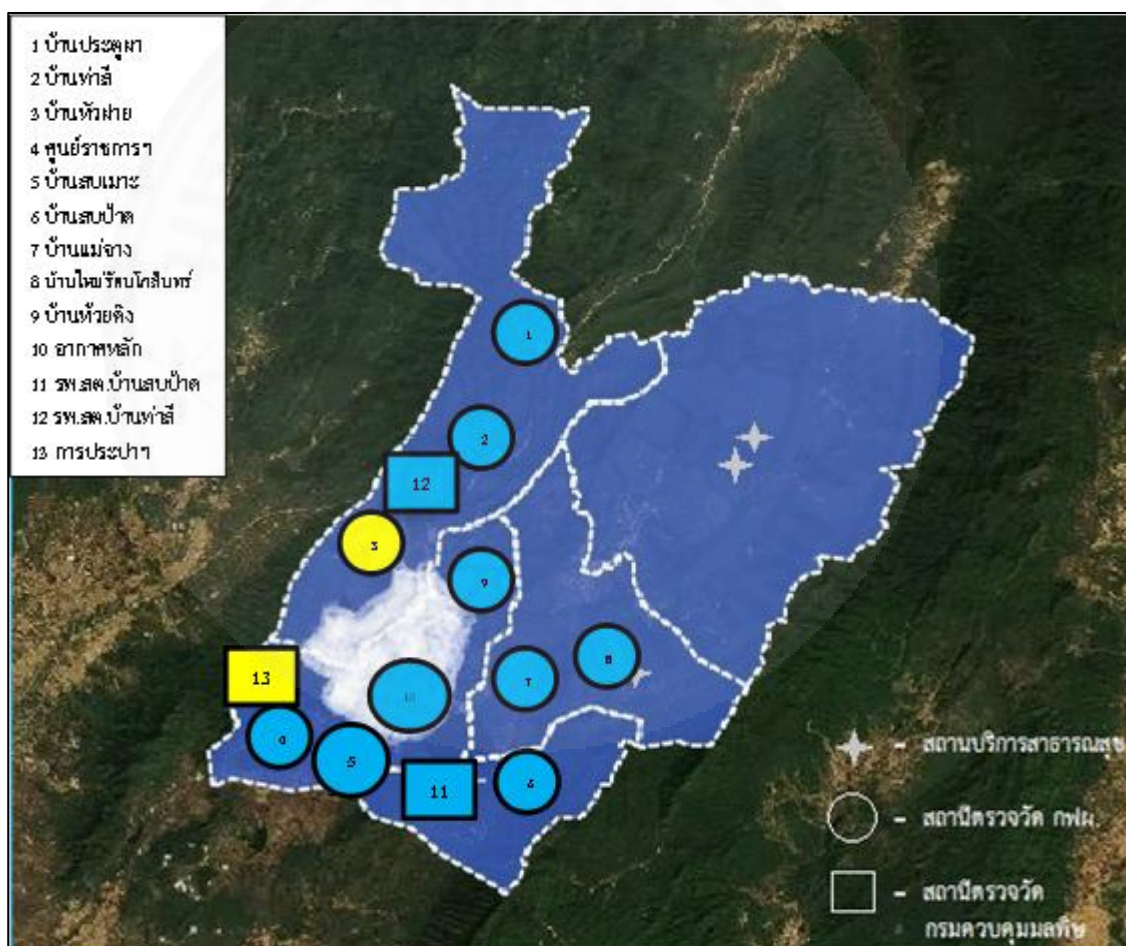 1 บ้านประตูผา
2 บ้านท่าสี
3 บ้านหัวฝาย
4 ศูนย์ราชการฯ
5 บ้านสบเมาะ
6 บ้านสบป้าด
7 บ้านแม่จาง
8 บ้านใหม่รัตนโกสินทร์
9 บ้านห้วยคิง
10 อากาศหลัก
11 รพ.สต.บ้านสบป้าด
12 รพ.สต.บ้านท่าสี
13 การประปาฯ
1
2
12
3
9
8
13
7
10
4
5
11
6
- สถานบริการสาธารณสุข
- สถานีตรวจวัด กฟผ.
- สถานีตรวจวัด
กรมควบคุมมลพิษ